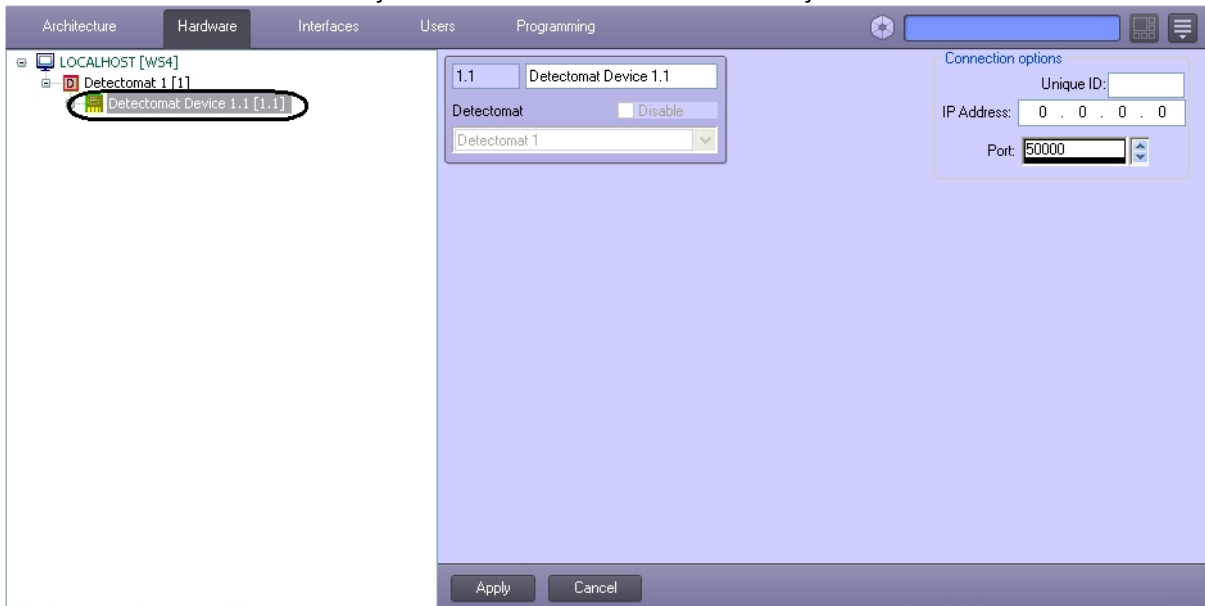 Architecture Hardware Interfaces Users Programming
LOCALHOST [WS4]
D Detectomat 1 [1]
Detectomat Device 1.1 [1.1]
1.1 Detectomat Device 1.1
Detectomat Disable
Detectomat 1
Connection options
Unique ID:
IP Address: 0 . 0 . 0 . 0
Port: 50000
Apply Cancel